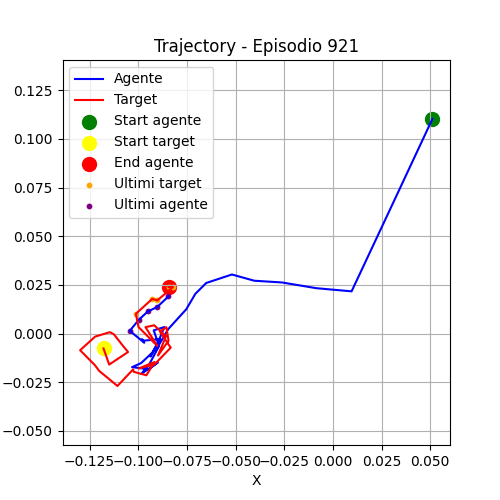 Trajectory - Episodio 921
Agente
Target
Start agente
Start target
End agente
Ultimi target
Ultimi agente
0.125
0.100
0.075
0.050
0.025
0.000
−0.025
−0.050
−0.125−0.100−0.075−0.050−0.025 0.000 0.025 0.050
X